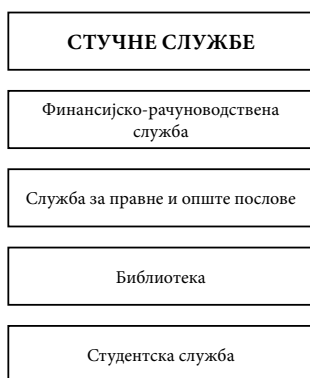 СТУЧНЕ СЛУЖБЕ
Финансијско-рачуноводствена
служба
Служба за правне и опште послове
Библиотека
Студентска служба